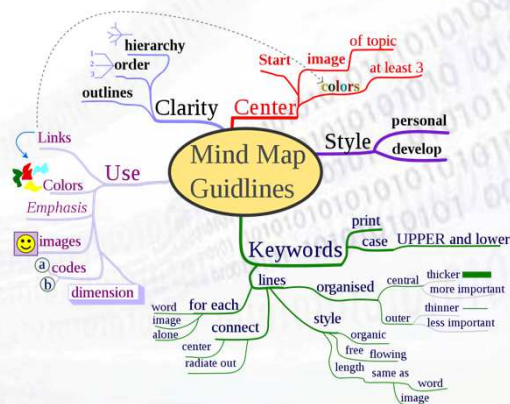 Mind Map
Guidlines
Clarity
hierarchy
1
2
3
order
outlines
Center
Start
image
of topic
colors
at least 3
Style
personal
develop
Use
Links
Colors
Emphasis
images
a
b
codes
dimension
Keywords
print
case
UPPER and lower
lines
for each
word
image
alone
connect
center
radiate out
organised
central
thicker
more important
outer
thinner
less important
style
organic
free
flowing
length
same as
word
image